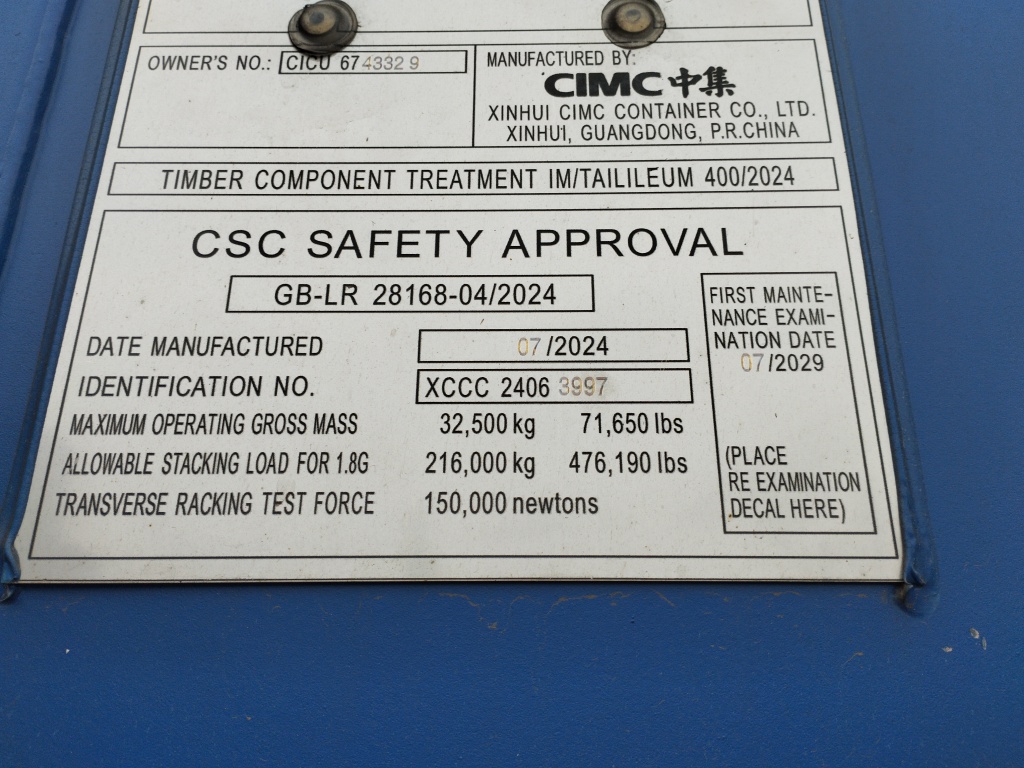 OWNER'S NO.: CICU 674332 9
MANUFACTURED BY:
CIMC中集
XINHUI CIMC CONTAINER CO., LTD.
XINHUI, GUANGDONG, P.R.CHINA
TIMBER COMPONENT TREATMENT IM/TAILILEUM 400/2024
CSC SAFETY APPROVAL
GB-LR 28168-04/2024
DATE MANUFACTURED 07/2024
IDENTIFICATION NO. XCCC 2406 3997
MAXIMUM OPERATING GROSS MASS 32,500 kg 71,650 lbs
ALLOWABLE STACKING LOAD FOR 1.8G 216,000 kg 476,190 lbs
TRANSVERSE RACKING TEST FORCE 150,000 newtons
FIRST MAINTE-
NANCE EXAMI-
NATION DATE
07/2029
(PLACE
RE EXAMINATION
DECAL HERE)